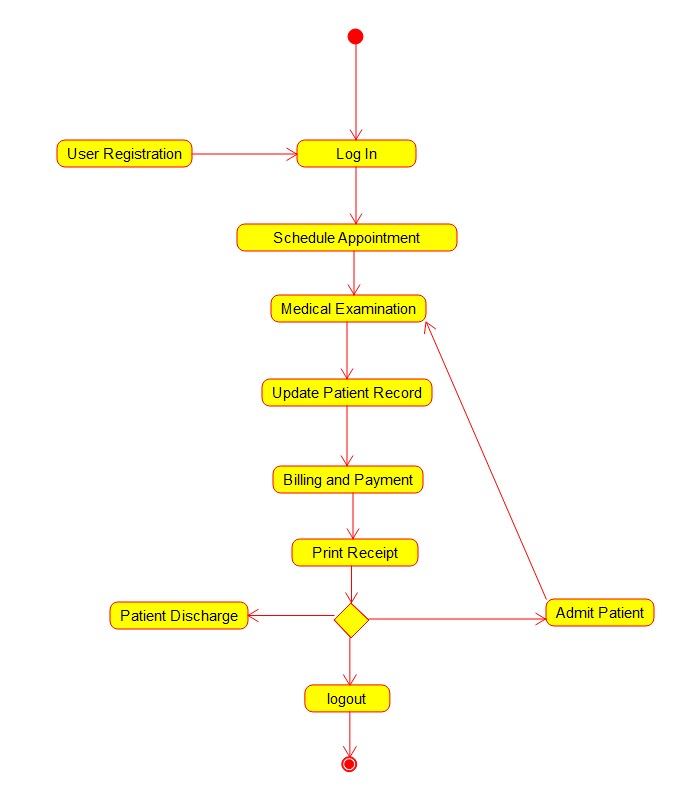 User Registration
Log In
Schedule Appointment
Medical Examination
Update Patient Record
Billing and Payment
Print Receipt
Patient Discharge
Admit Patient
logout